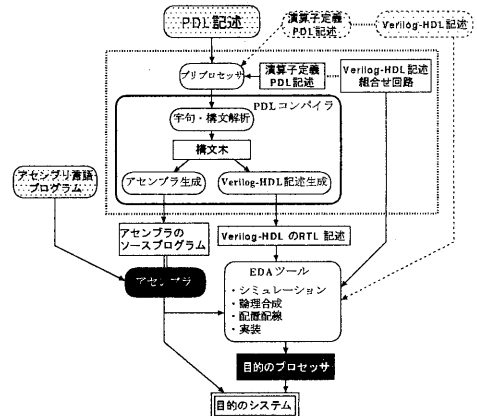 PDL記述
演算子定義
PDL記述
Verilog-HDL記述
プリプロセッサ
演算子定義
PDL記述
Verilog-HDL記述
組合せ回路
PDLコンパイラ
字句・構文解析
構文木
アセンブラ生成
Verilog-HDL記述生成
アセンブリ言語
プログラム
アセンブラの
ソースプログラム
Verilog-HDL のRTL 記述
アセンブラ
EDAツール
・シミュレーション
・論理合成
・配置配線
・実装
目的のプロセッサ
目的のシステム